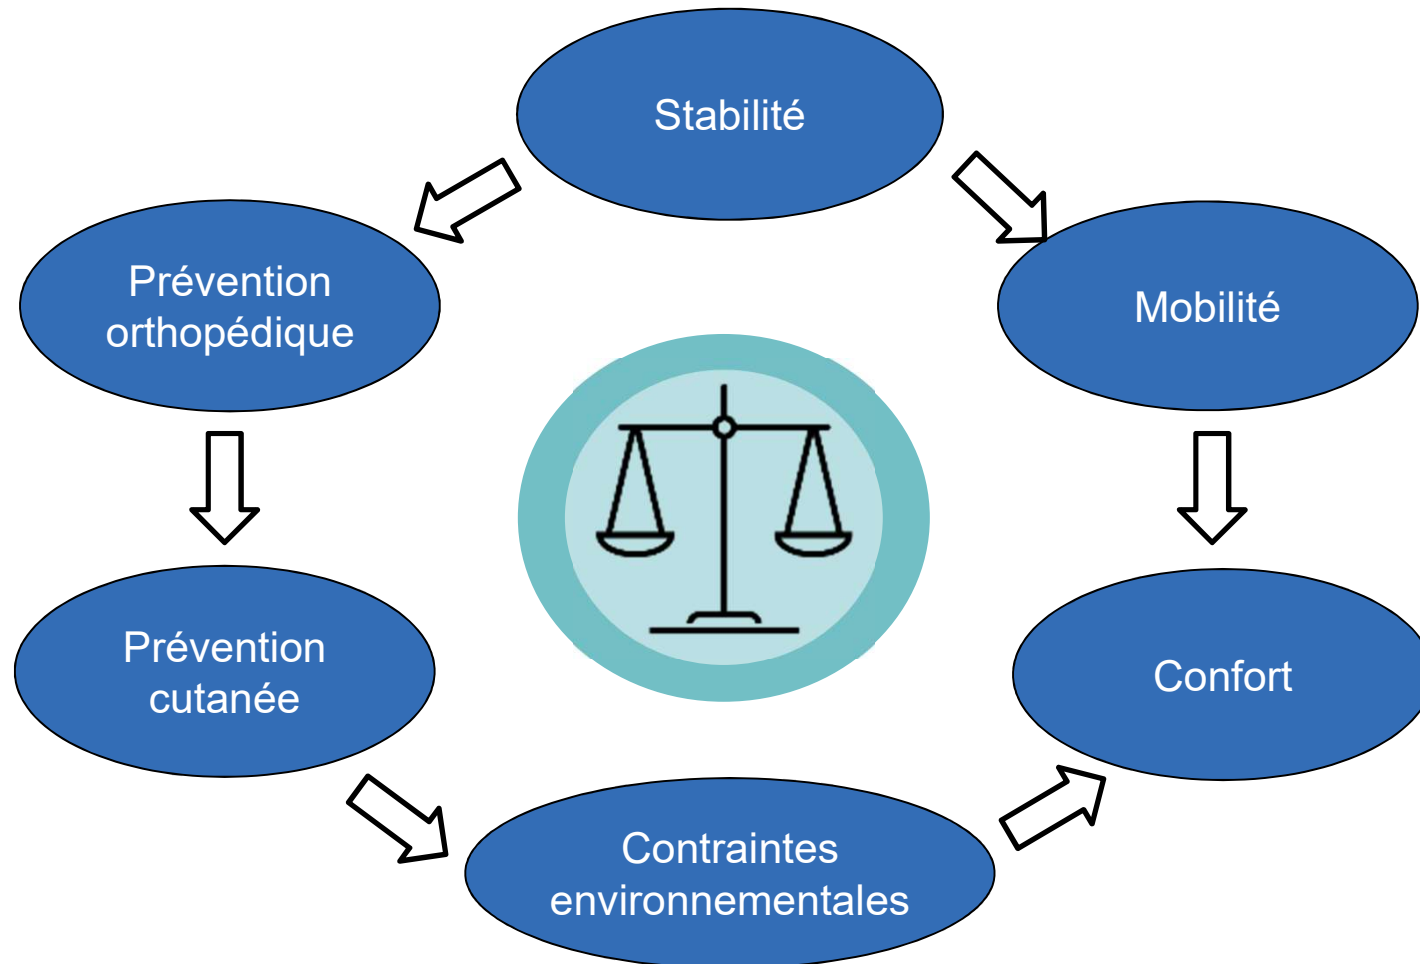 Stabilité
Prévention
orthopédique
Mobilité
Prévention
cutanée
Confort
Contraintes
environnementales